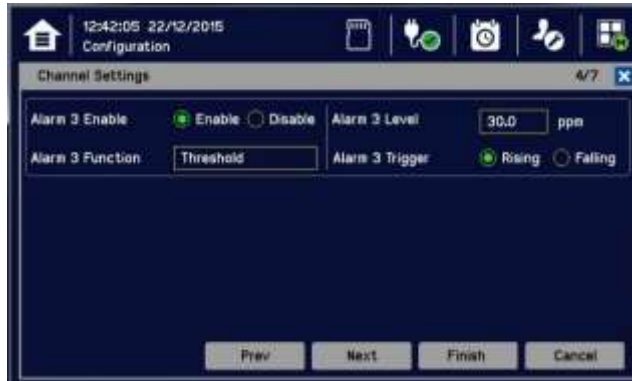 12:42:05 22/12/2015
Configuration
Channel Settings 4/7
Alarm 3 Enable Enable Disable Alarm 3 Level 30.0 ppm
Alarm 3 Function Threshold Alarm 3 Trigger Rising Falling
Prev Next Finish Cancel